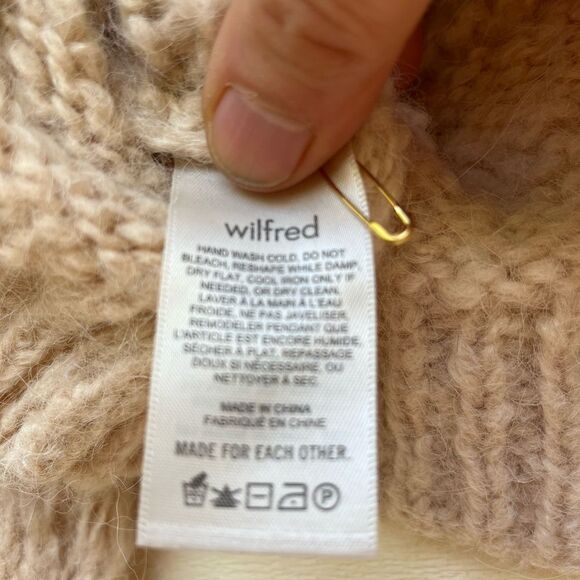 wilfred
HAND WASH COLD, DO NOT
BLEACH, RESHAPE WHILE DAMP,
DRY FLAT, COOL IRON ONLY IF
NEEDED, OR DRY CLEAN.
LAVER À LA MAIN À L'EAU
FROIDE, NE PAS JAVELISER,
REMODELER PENDANT QUE
L'ARTICLE EST ENCORE HUMIDE,
SÉCHER À PLAT, REPASSAGE
DOUX SI NÉCESSAIRE, OU
NETTOYER À SEC.
MADE IN CHINA
FABRIQUÉ EN CHINE
MADE FOR EACH OTHER.
P